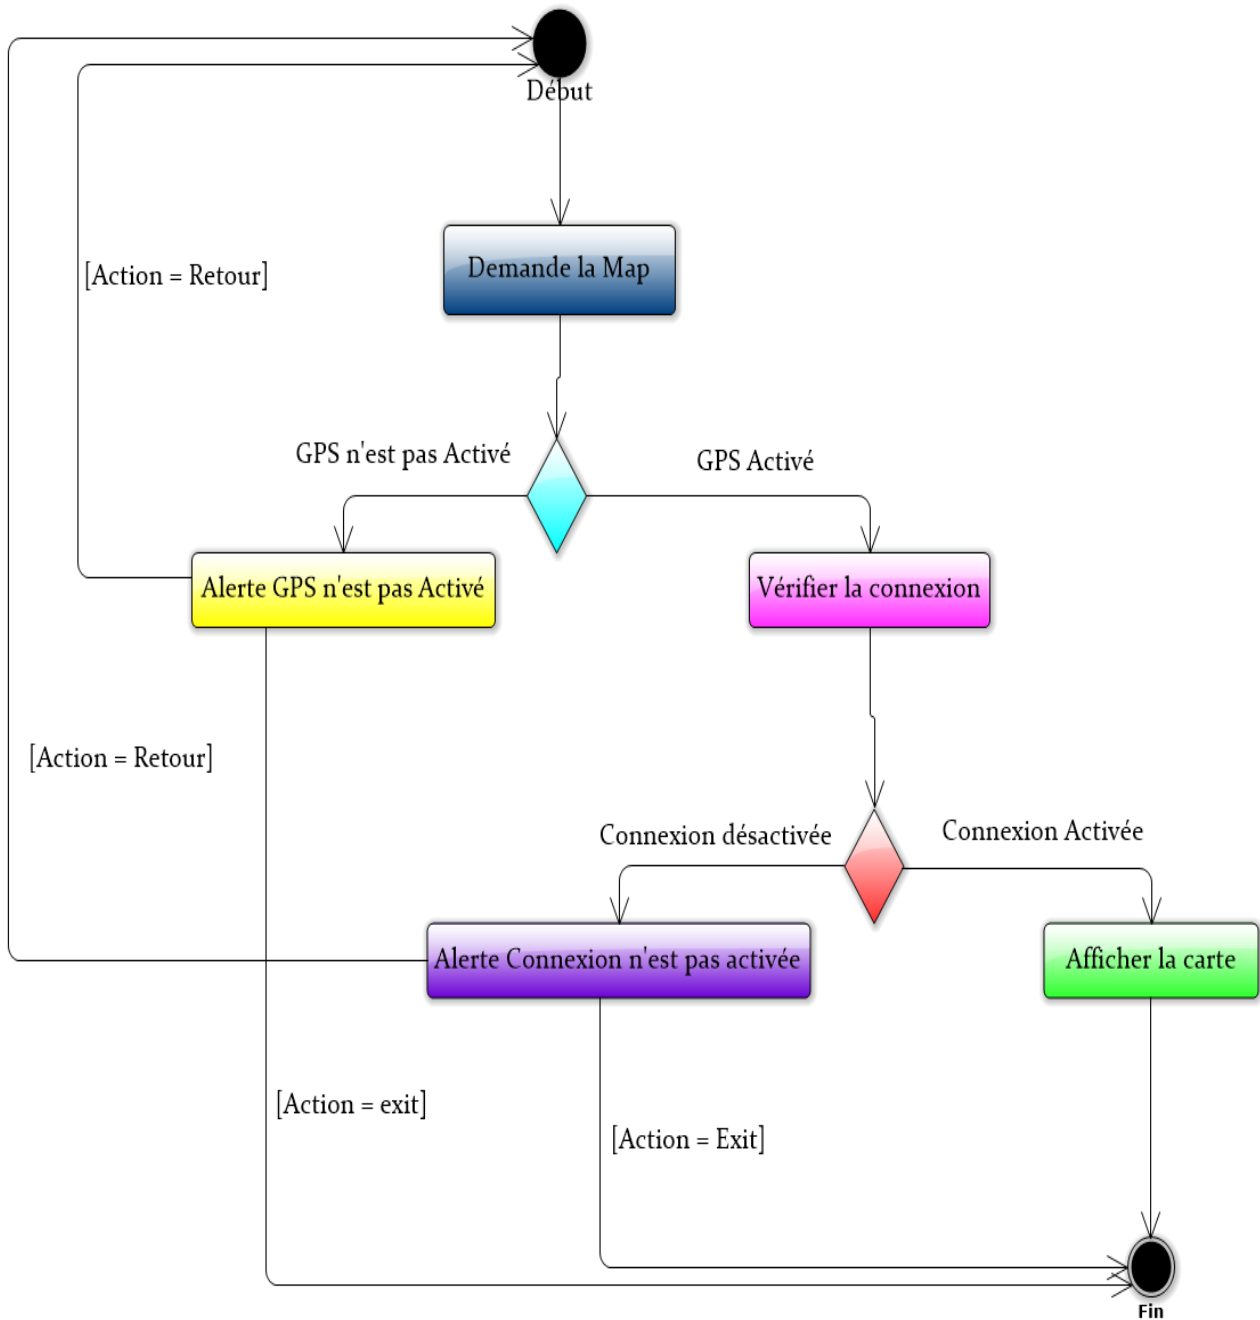 Début
Demande la Map
[Action = Retour]
GPS n'est pas Activé
GPS Activé
Alerte GPS n'est pas Activé
Vérifier la connexion
[Action = Retour]
Connexion désactivée
Connexion Activée
Alerte Connexion n'est pas activée
Afficher la carte
[Action = exit]
[Action = Exit]
Fin